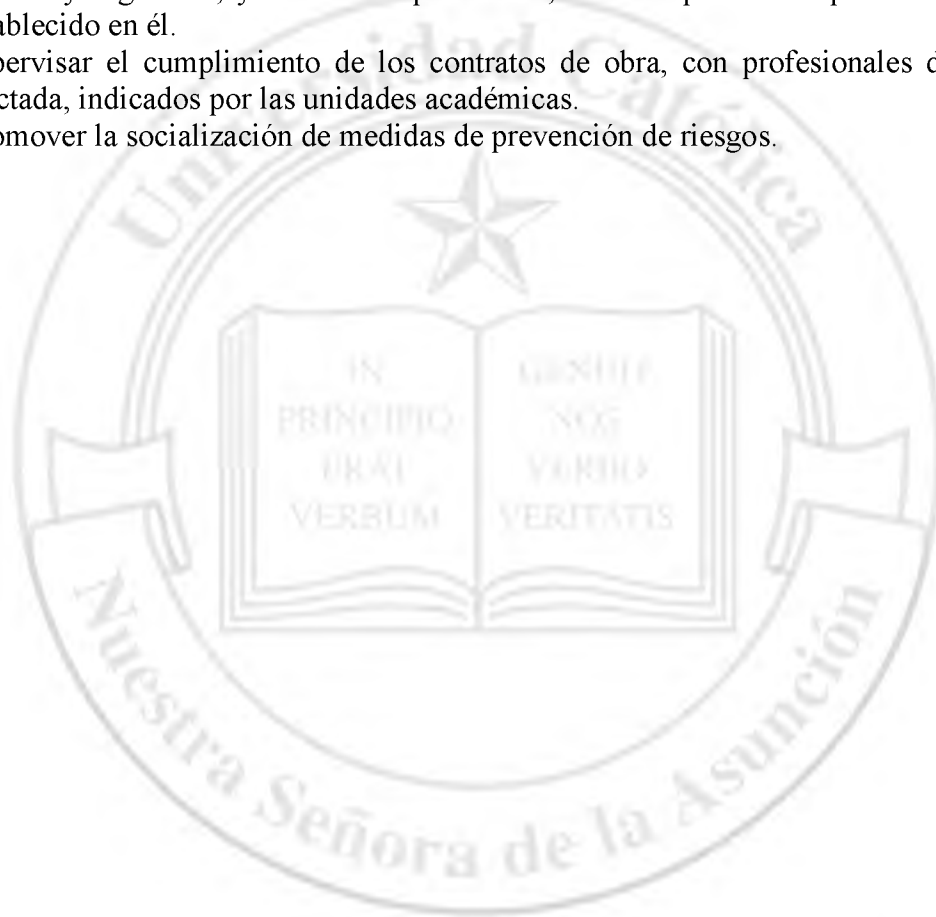 ablecido en él.
pervisar el cumplimiento de los contratos de obra, con profesionales d
ctada, indicados por las unidades académicas.
omover la socialización de medidas de prevención de riesgos.
Universidad Católica
IN
PRINCIPIO
ERAT
VERBUM
GENUIT
NOS
VERBO
VERITATIS
Nuestra Señora de la Asunción